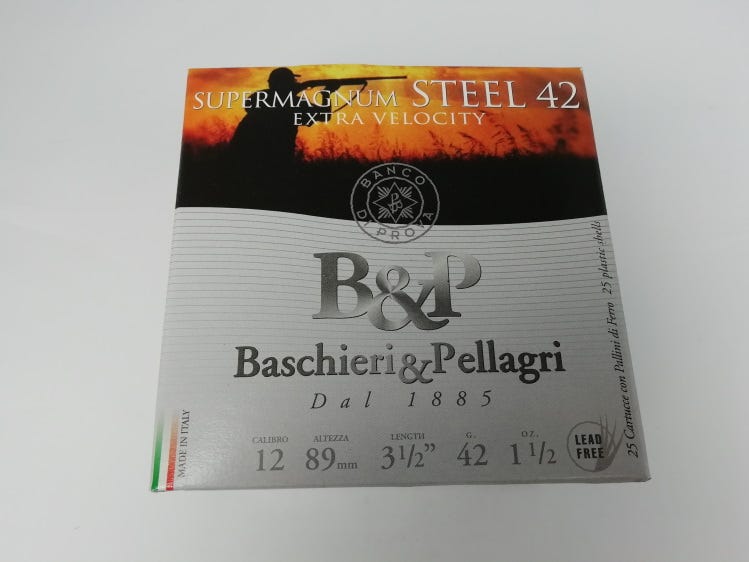 SUPERMAGNUM STEEL 42
EXTRA VELOCITY
BANCO DI PROVA
PB
B&P
Baschieri&Pellagri
Dal 1885
CALIBRO ALTEZZA LENGTH G. OZ.
12 89mm 3 1/2” 42 1 1/2
LEAD FREE
MADE IN ITALY
25 Cartucce con Pallini di Ferro 25 plastic shells